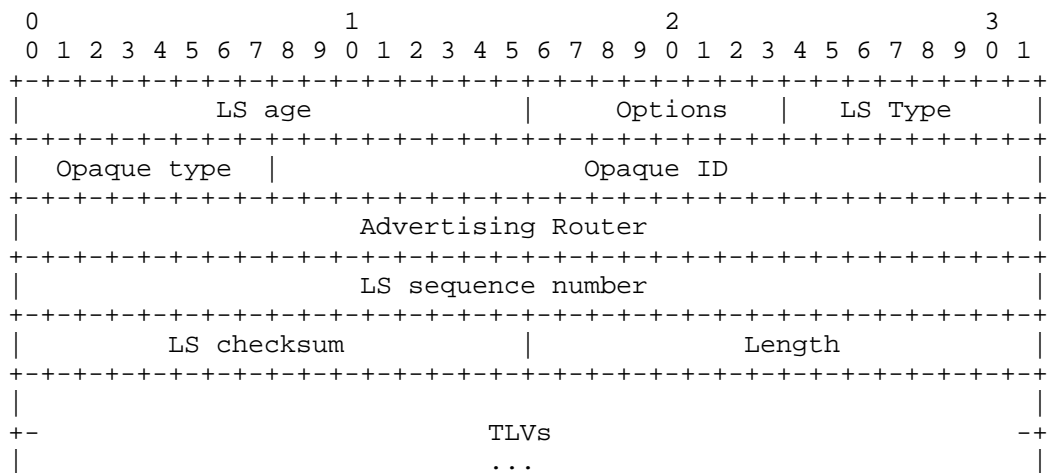 0                   1                   2                   3
 0 1 2 3 4 5 6 7 8 9 0 1 2 3 4 5 6 7 8 9 0 1 2 3 4 5 6 7 8 9 0 1
+-+-+-+-+-+-+-+-+-+-+-+-+-+-+-+-+-+-+-+-+-+-+-+-+-+-+-+-+-+-+-+-+
|            LS age             |     Options   |   LS Type     |
+-+-+-+-+-+-+-+-+-+-+-+-+-+-+-+-+-+-+-+-+-+-+-+-+-+-+-+-+-+-+-+-+
|  Opaque type  |                   Opaque ID                   |
+-+-+-+-+-+-+-+-+-+-+-+-+-+-+-+-+-+-+-+-+-+-+-+-+-+-+-+-+-+-+-+-+
|                     Advertising Router                        |
+-+-+-+-+-+-+-+-+-+-+-+-+-+-+-+-+-+-+-+-+-+-+-+-+-+-+-+-+-+-+-+-+
|                     LS sequence number                        |
+-+-+-+-+-+-+-+-+-+-+-+-+-+-+-+-+-+-+-+-+-+-+-+-+-+-+-+-+-+-+-+-+
|         LS checksum           |             Length            |
+-+-+-+-+-+-+-+-+-+-+-+-+-+-+-+-+-+-+-+-+-+-+-+-+-+-+-+-+-+-+-+-+
|                                                               |
+-                            TLVs                             -+
|                             ...                               |